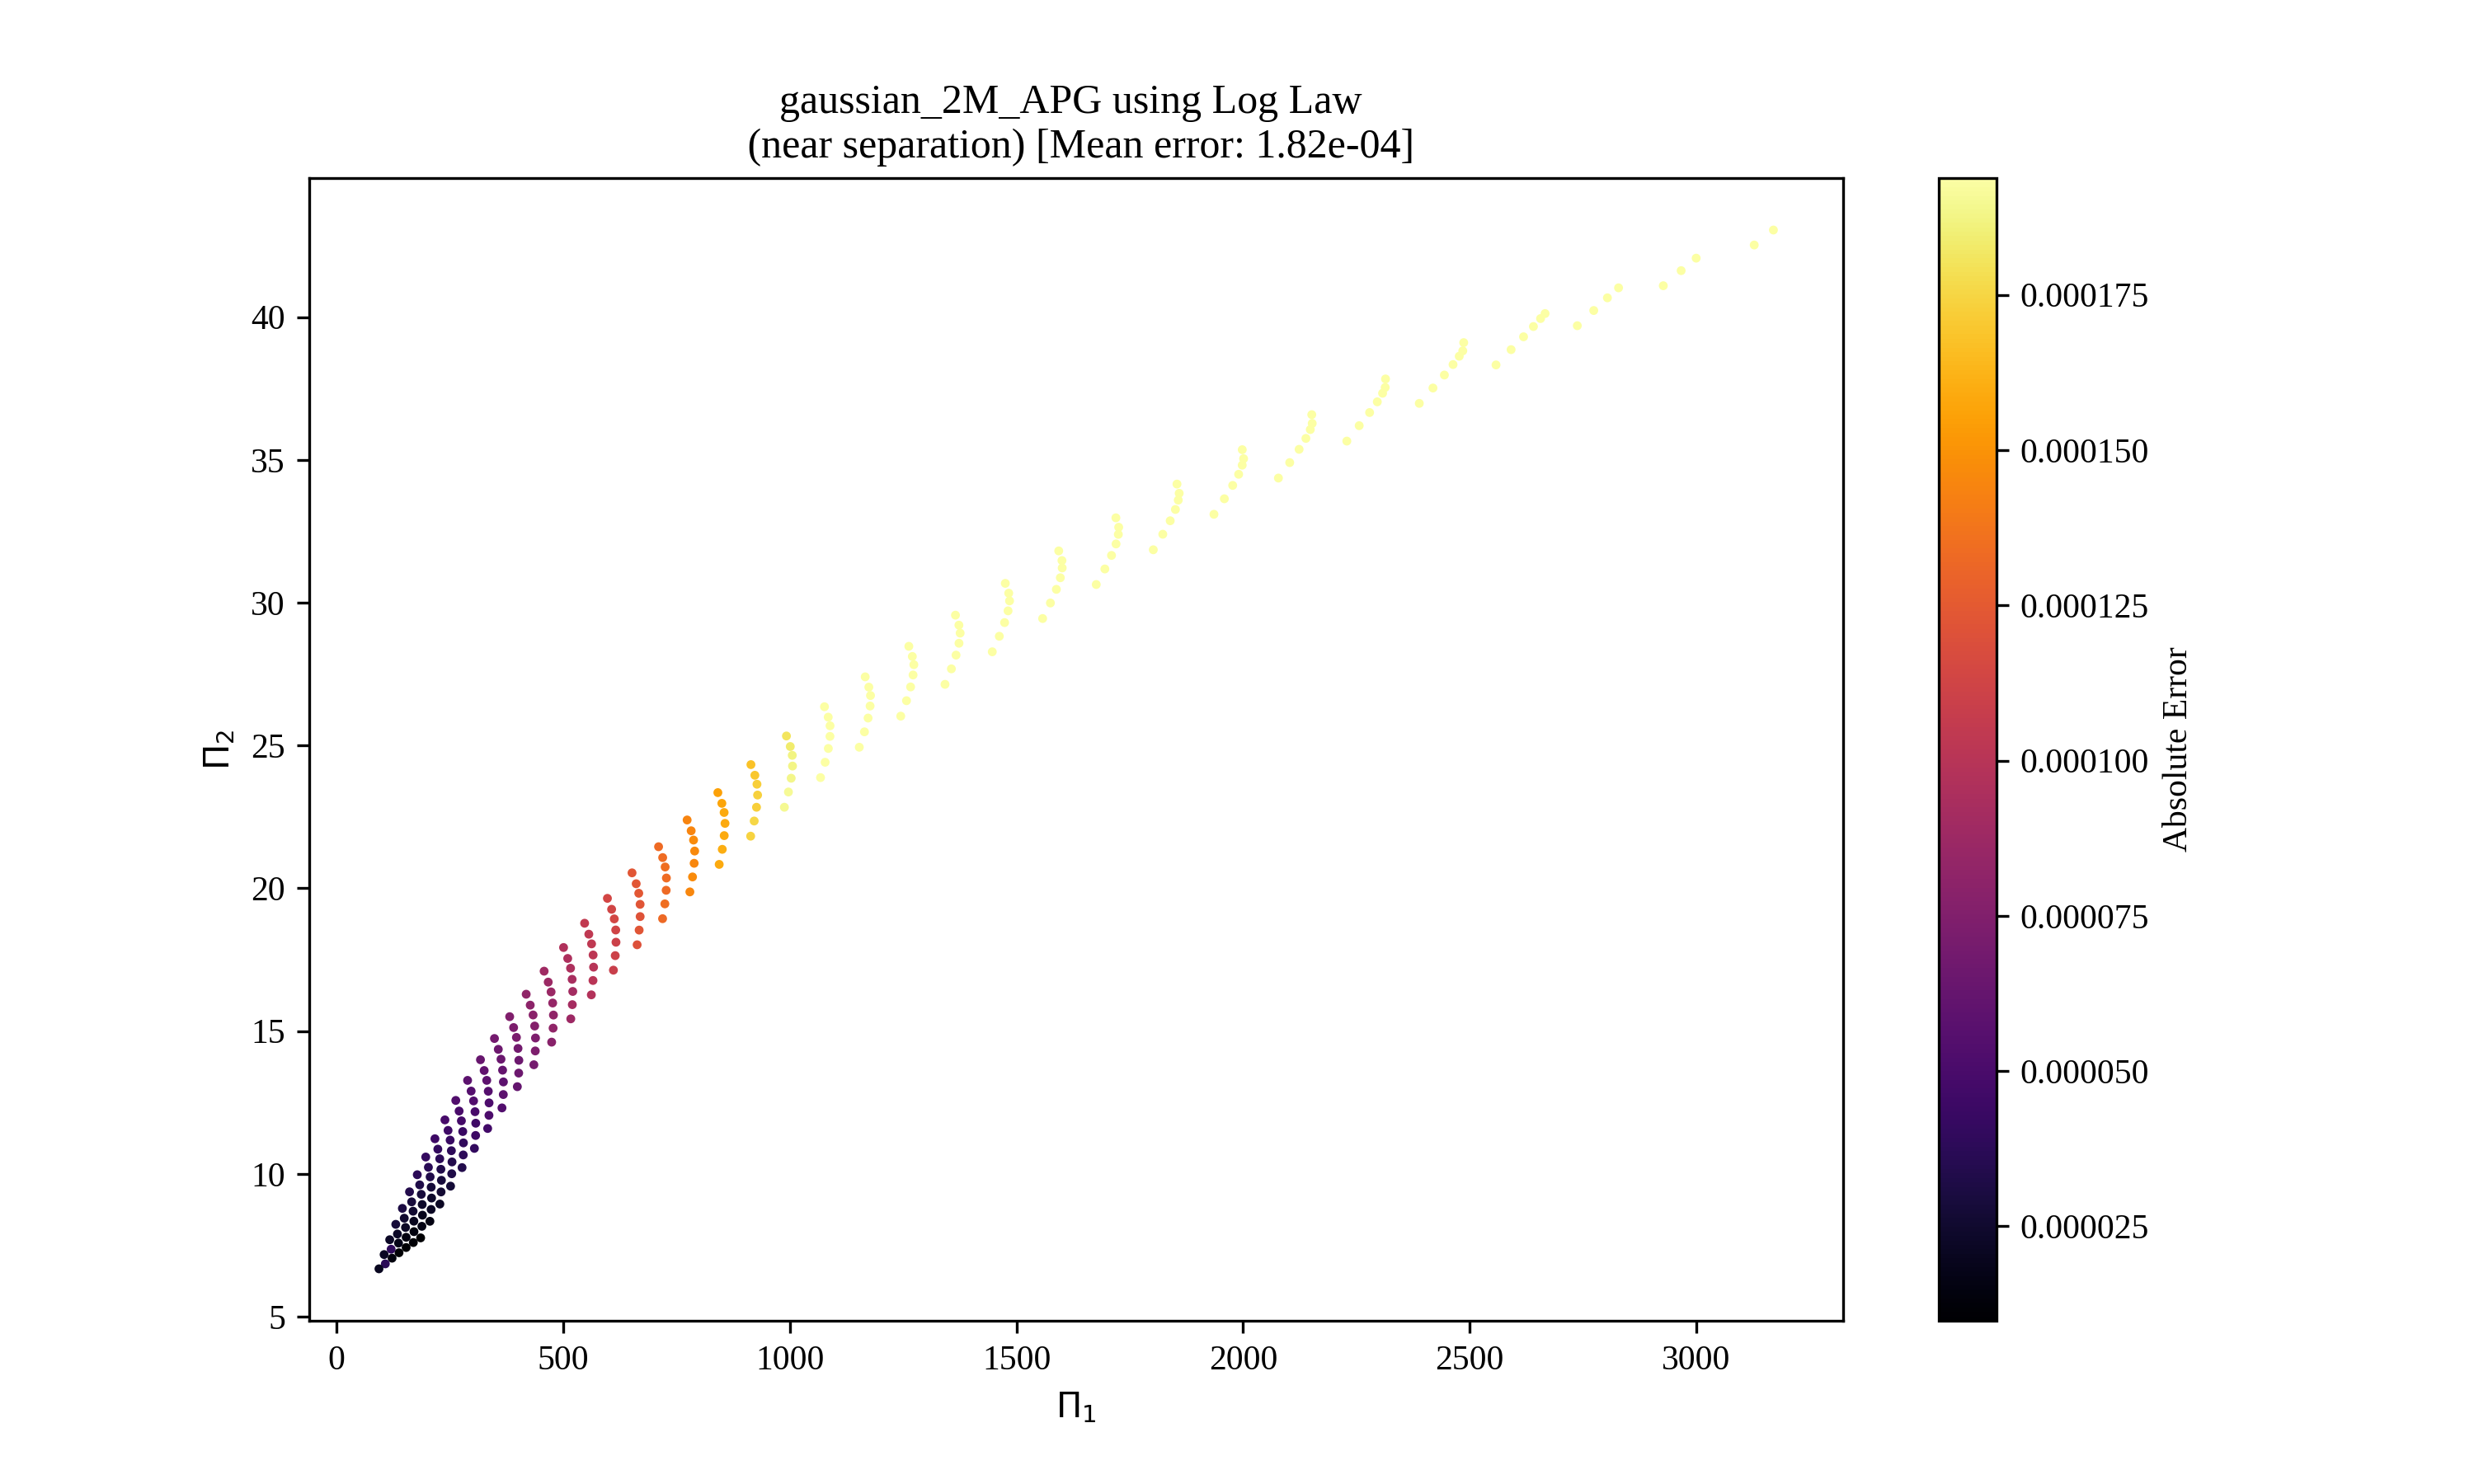 gaussian_2M_APG using Log Law
(near separation) [Mean error: 1.82e-04]
40
35
30
25
20
15
10
5
Π₂
0 500 1000 1500 2000 2500 3000
Π₁
0.000175
0.000150
0.000125
0.000100
0.000075
0.000050
0.000025
Absolute Error